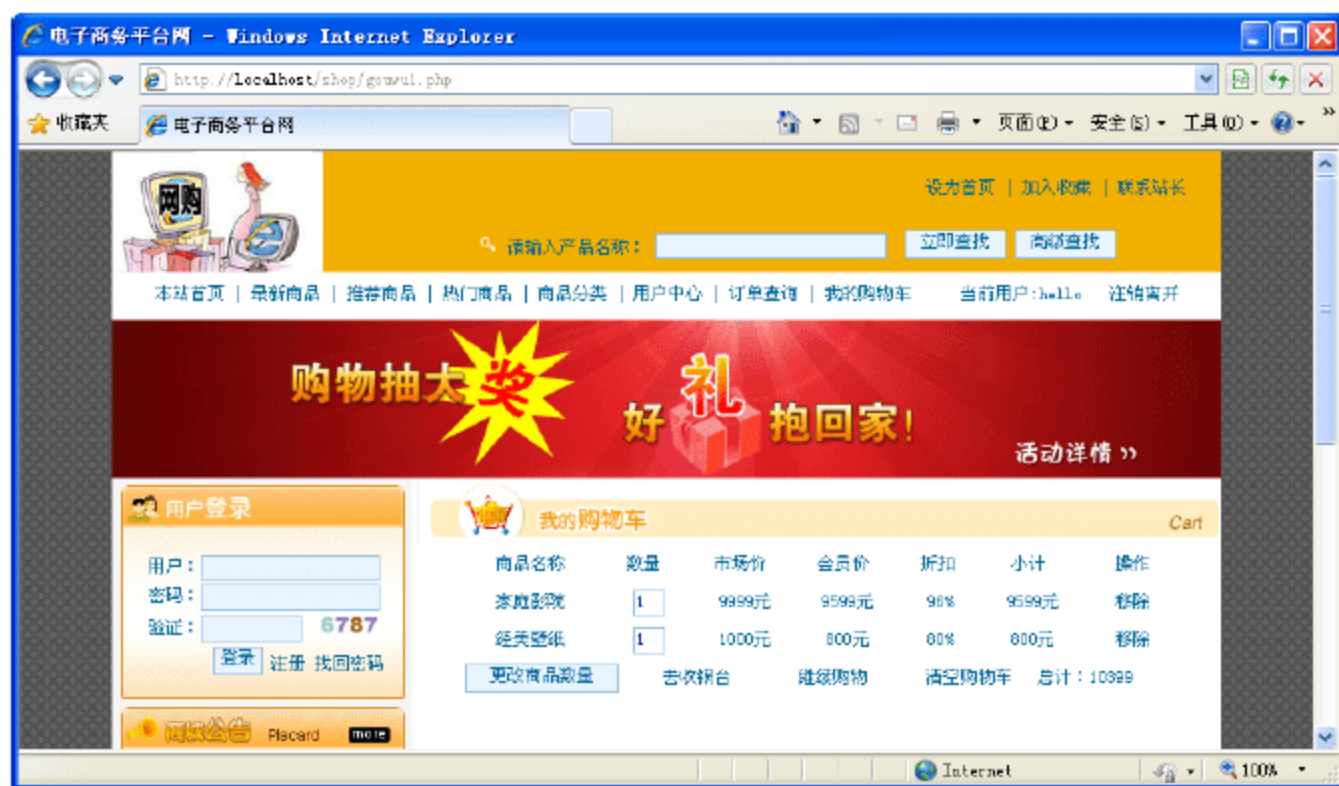 电子商务平台网 - Windows Internet Explorer
http://localhost/shop/gouwu1.php
收藏夹 电子商务平台网 页面(P) 安全(S) 工具(O)
网购
设为首页 | 加入收藏 | 联系站长
请输入产品名称： 立即查找 高级查找
本站首页 | 最新商品 | 推荐商品 | 热门商品 | 商品分类 | 用户中心 | 订单查询 | 我的购物车 当前用户:hello 注销离开
购物抽大奖
好礼抱回家!
活动详情 >>
用户登录
用户：
密码：
验证： 6787
登录 注册 找回密码
商城公告 Placard more
我的购物车 Cart
商品名称 数量 市场价 会员价 折扣 小计 操作
家庭影院 1 9999元 9599元 96% 9599元 移除
经美壁纸 1 1000元 800元 80% 800元 移除
更改商品数量 去收银台 继续购物 清空购物车 总计：10399
Internet 100%